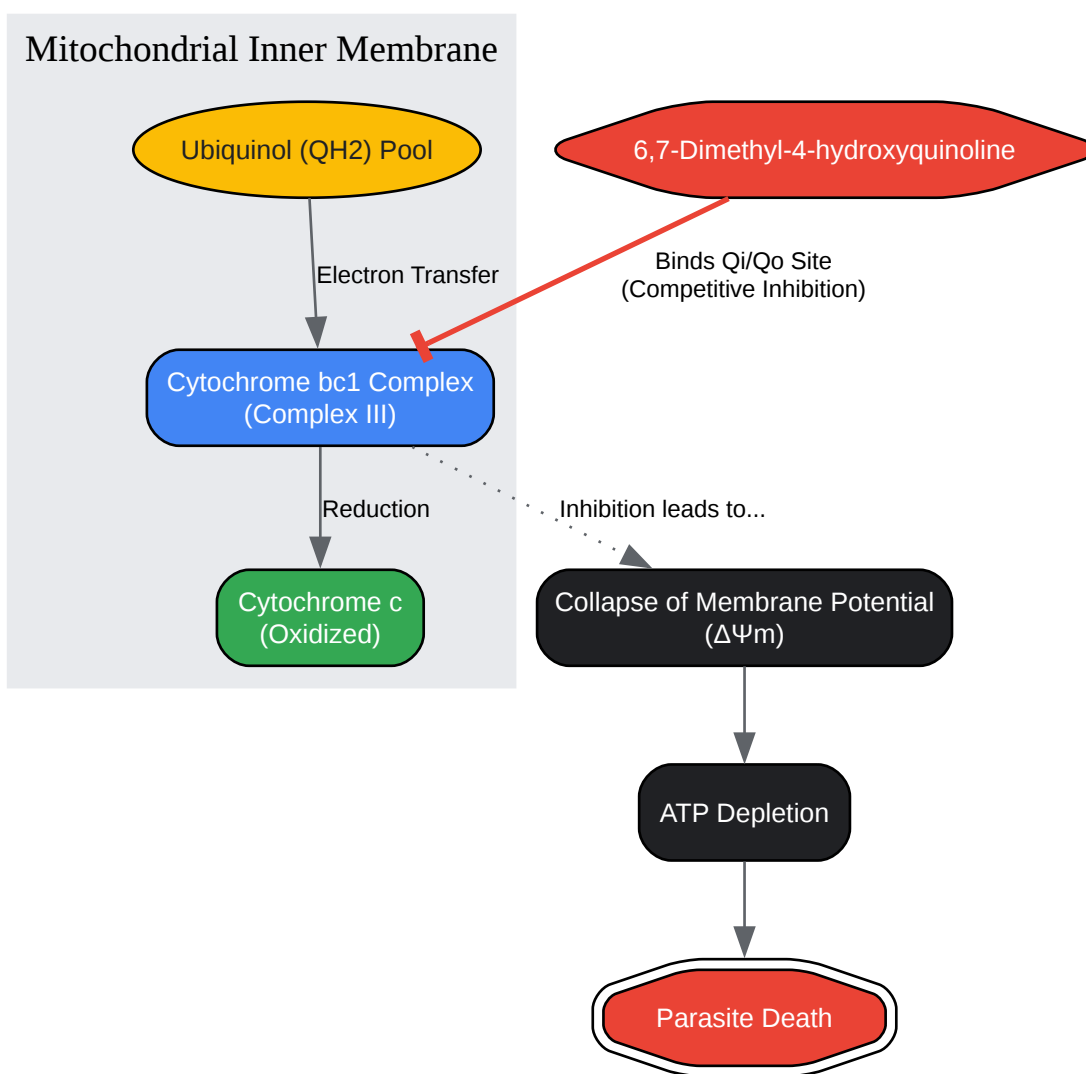 Mitochondrial Inner Membrane
Ubiquinol (QH2) Pool
6,7-Dimethyl-4-hydroxyquinoline
Electron Transfer
Binds Qi/Qo Site
(Competitive Inhibition)
Cytochrome bc1 Complex
(Complex III)
Reduction
Inhibition leads to...
Cytochrome c
(Oxidized)
Collapse of Membrane Potential
(ΔΨm)
ATP Depletion
Parasite Death